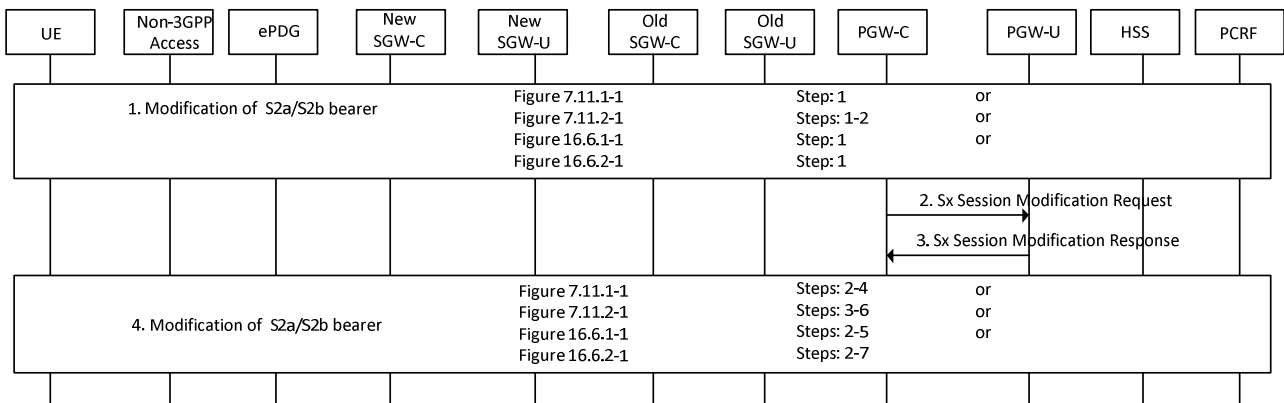 UE
Non-3GPP
Access
ePDG
New
SGW-C
New
SGW-U
Old
SGW-C
Old
SGW-U
PGW-C
PGW-U
HSS
PCRF
1. Modification of S2a/S2b bearer
Figure 7.11.1-1 Step: 1 or
Figure 7.11.2-1 Steps: 1-2 or
Figure 16.6.1-1 Step: 1 or
Figure 16.6.2-1 Step: 1
2. Sx Session Modification Request
3. Sx Session Modification Response
4. Modification of S2a/S2b bearer
Figure 7.11.1-1 Steps: 2-4 or
Figure 7.11.2-1 Steps: 3-6 or
Figure 16.6.1-1 Steps: 2-5 or
Figure 16.6.2-1 Steps: 2-7